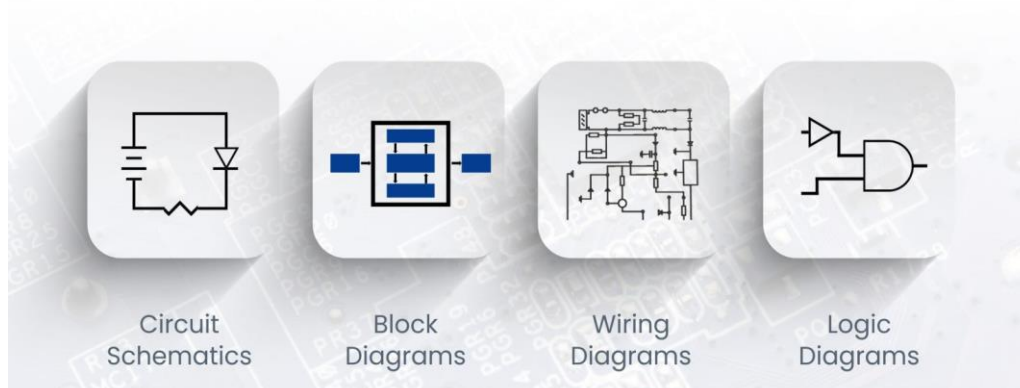 Circuit
Schematics
Block
Diagrams
Wiring
Diagrams
Logic
Diagrams